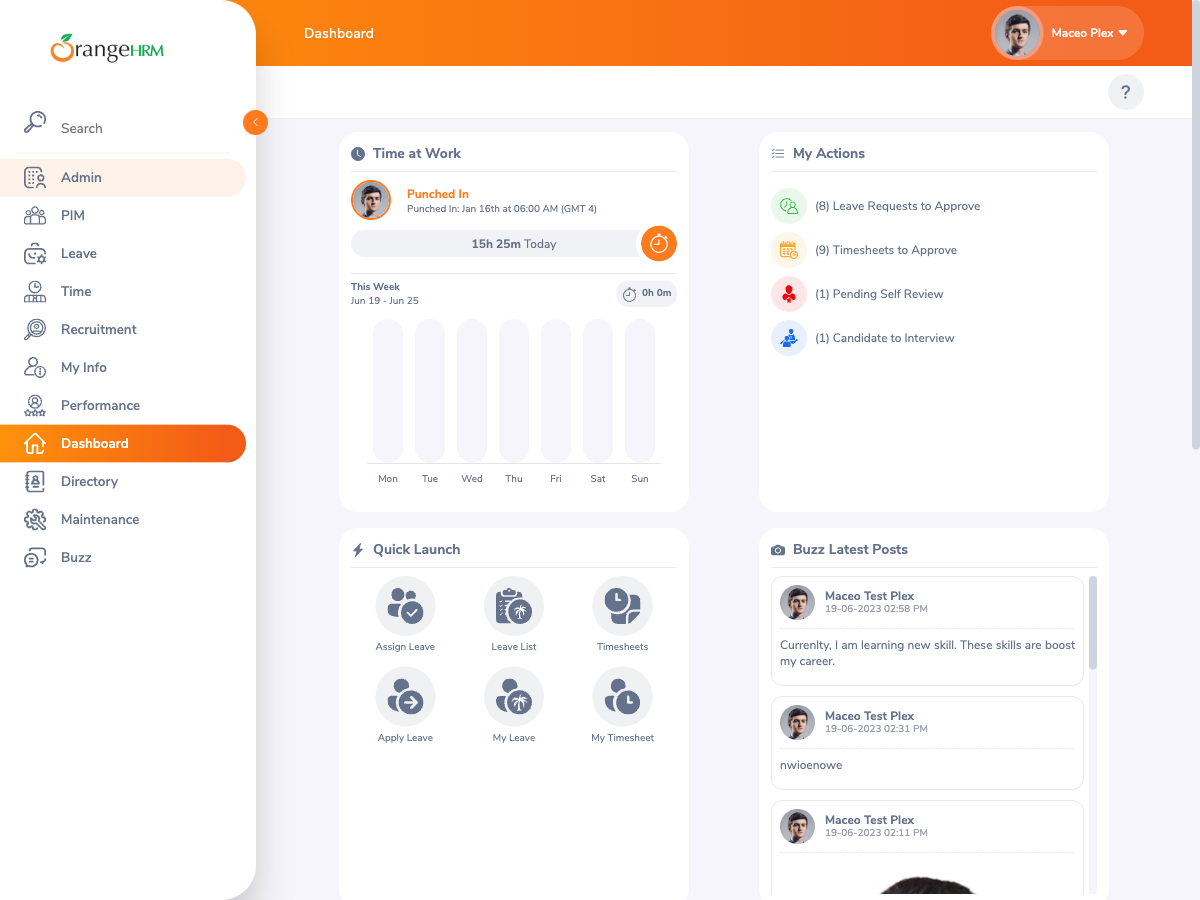 OrangeHRM
Dashboard
Maceo Plex
?
Search
Admin
PIM
Leave
Time
Recruitment
My Info
Performance
Dashboard
Directory
Maintenance
Buzz
Time at Work
Punched In
Punched In: Jan 16th at 06:00 AM (GMT 4)
15h 25m Today
This Week
Jun 19 - Jun 25
0h 0m
Mon Tue Wed Thu Fri Sat Sun
My Actions
(8) Leave Requests to Approve
(9) Timesheets to Approve
(1) Pending Self Review
(1) Candidate to Interview
Quick Launch
Assign Leave Leave List Timesheets
Apply Leave My Leave My Timesheet
Buzz Latest Posts
Maceo Test Plex
19-06-2023 02:58 PM
Currenlty, I am learning new skill. These skills are boost
my career.
Maceo Test Plex
19-06-2023 02:31 PM
nwioenowe
Maceo Test Plex
19-06-2023 02:11 PM